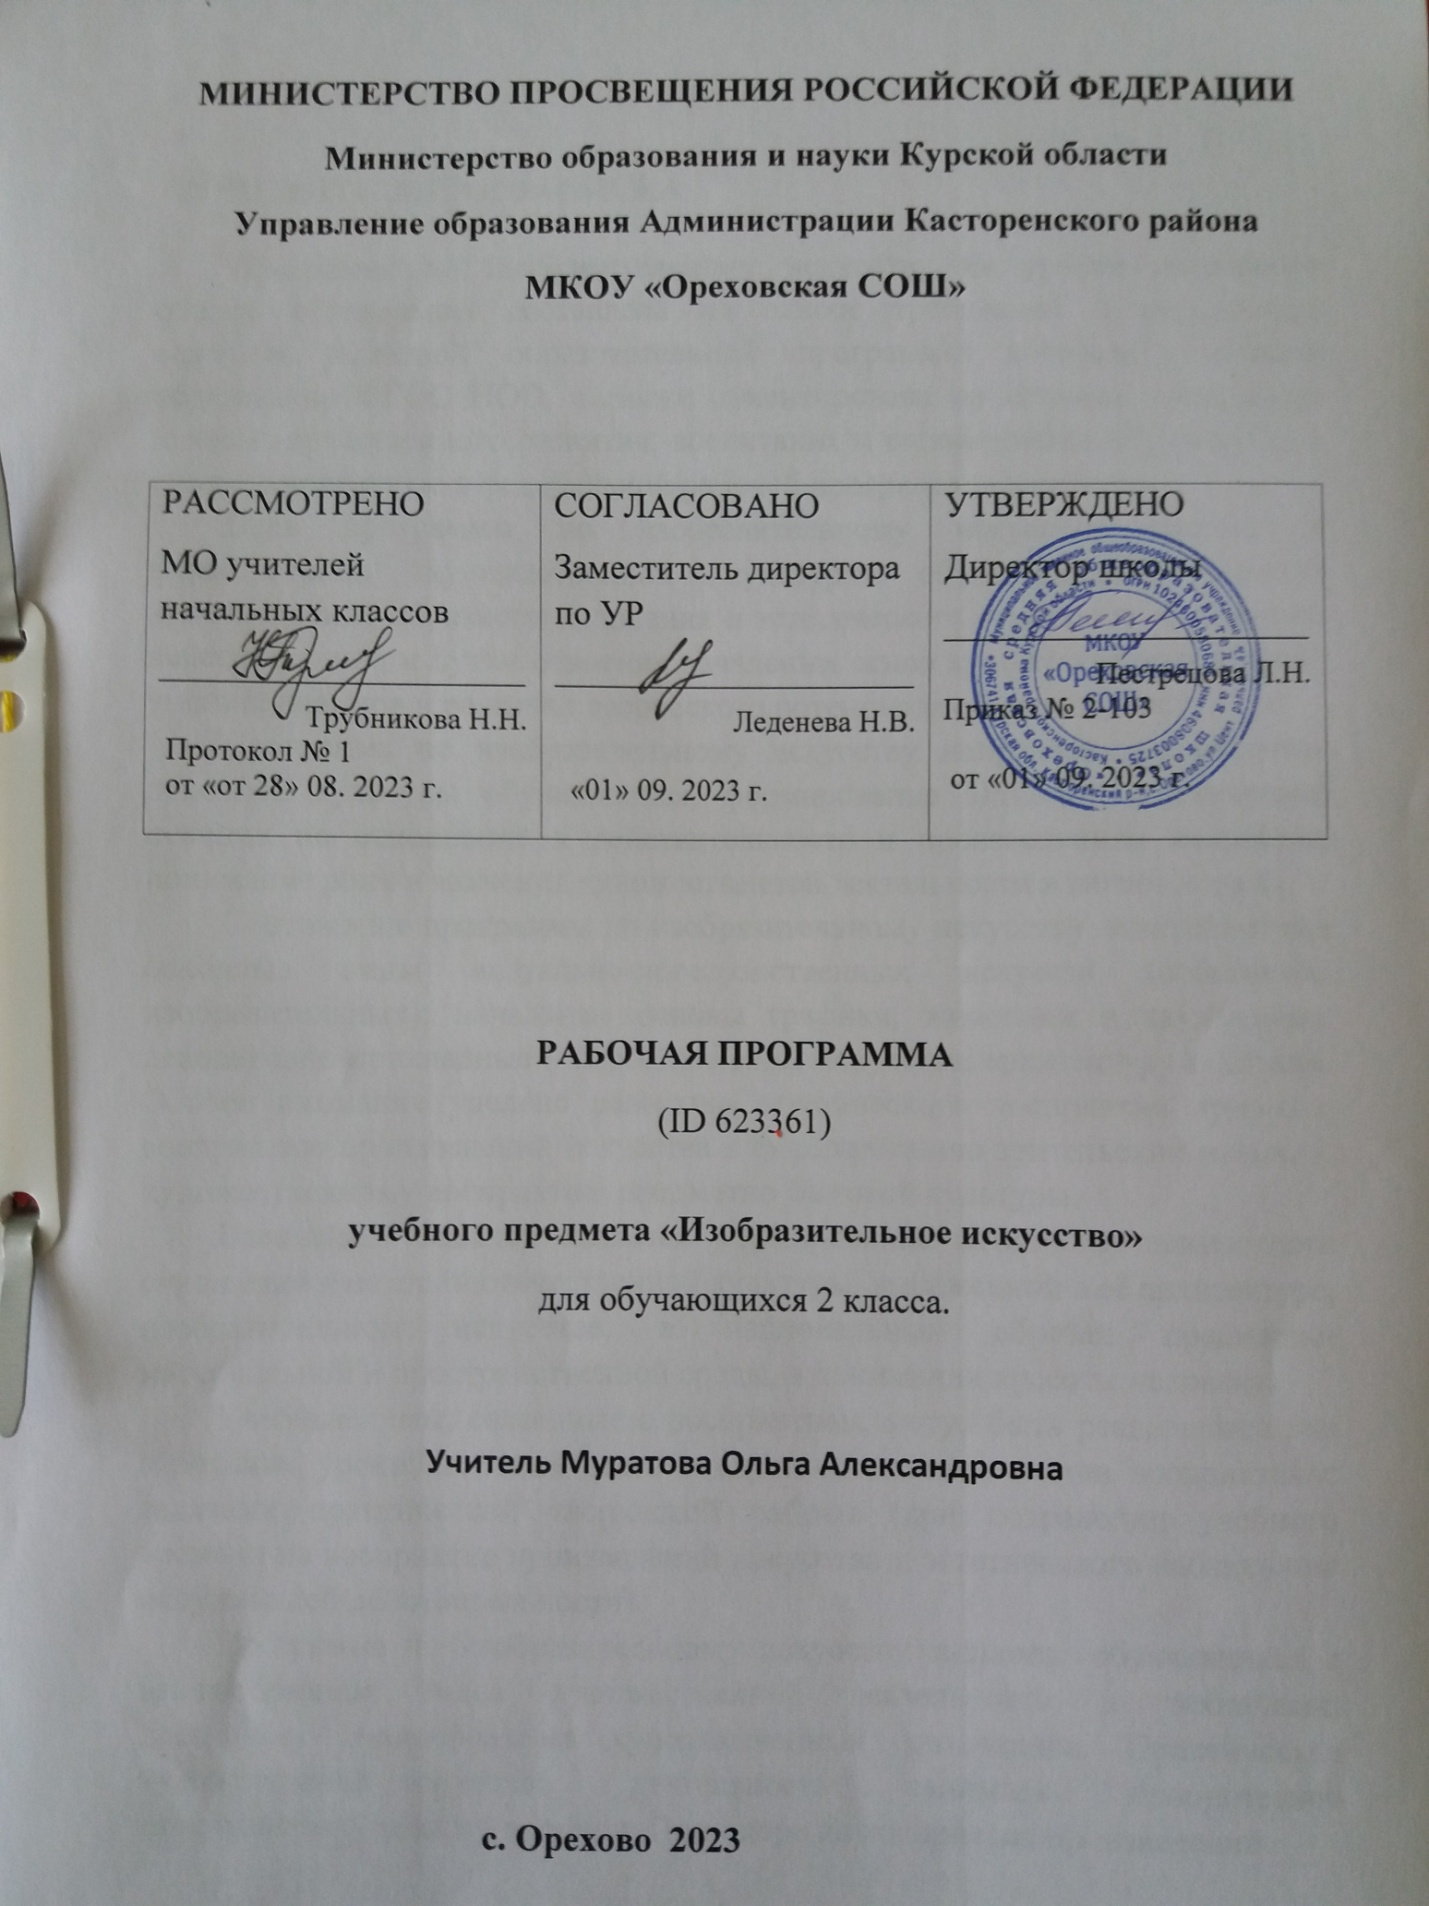 МИНИСТЕРСТВО ПРОСВЕЩЕНИЯ РОССИЙСКОЙ ФЕДЕРАЦИИ
Министерство образования и науки Курской области
Управление образования Администрации Касторенского района
МКОУ «Ореховская СОШ»
РАССМОТРЕНО
МО учителей
начальных классов
Трубникова Н.Н.
Протокол № 1
от «от 28» 08. 2023 г.
СОГЛАСОВАНО
Заместитель директора
по УР
Леденева Н.В.
«01» 09. 2023 г.
УТВЕРЖДЕНО
Директор школы
Пестрецова Л.Н.
Приказ № 2-103
от «01» 09. 2023 г.
МКОУ
«Ореховская
СОШ»
РАБОЧАЯ ПРОГРАММА
(ID 623361)
учебного предмета «Изобразительное искусство»
для обучающихся 2 класса.
Учитель Муратова Ольга Александровна
с. Орехово 2023